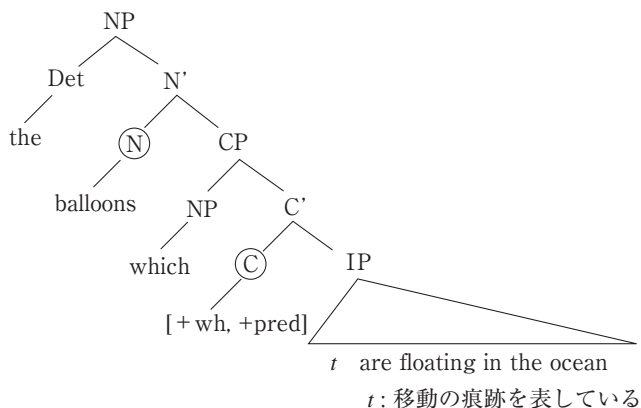 NP
Det N’
the Ⓝ CP
balloons NP C’
which Ⓒ IP
[+wh, +pred]
t are floating in the ocean
t : 移動の痕跡を表している